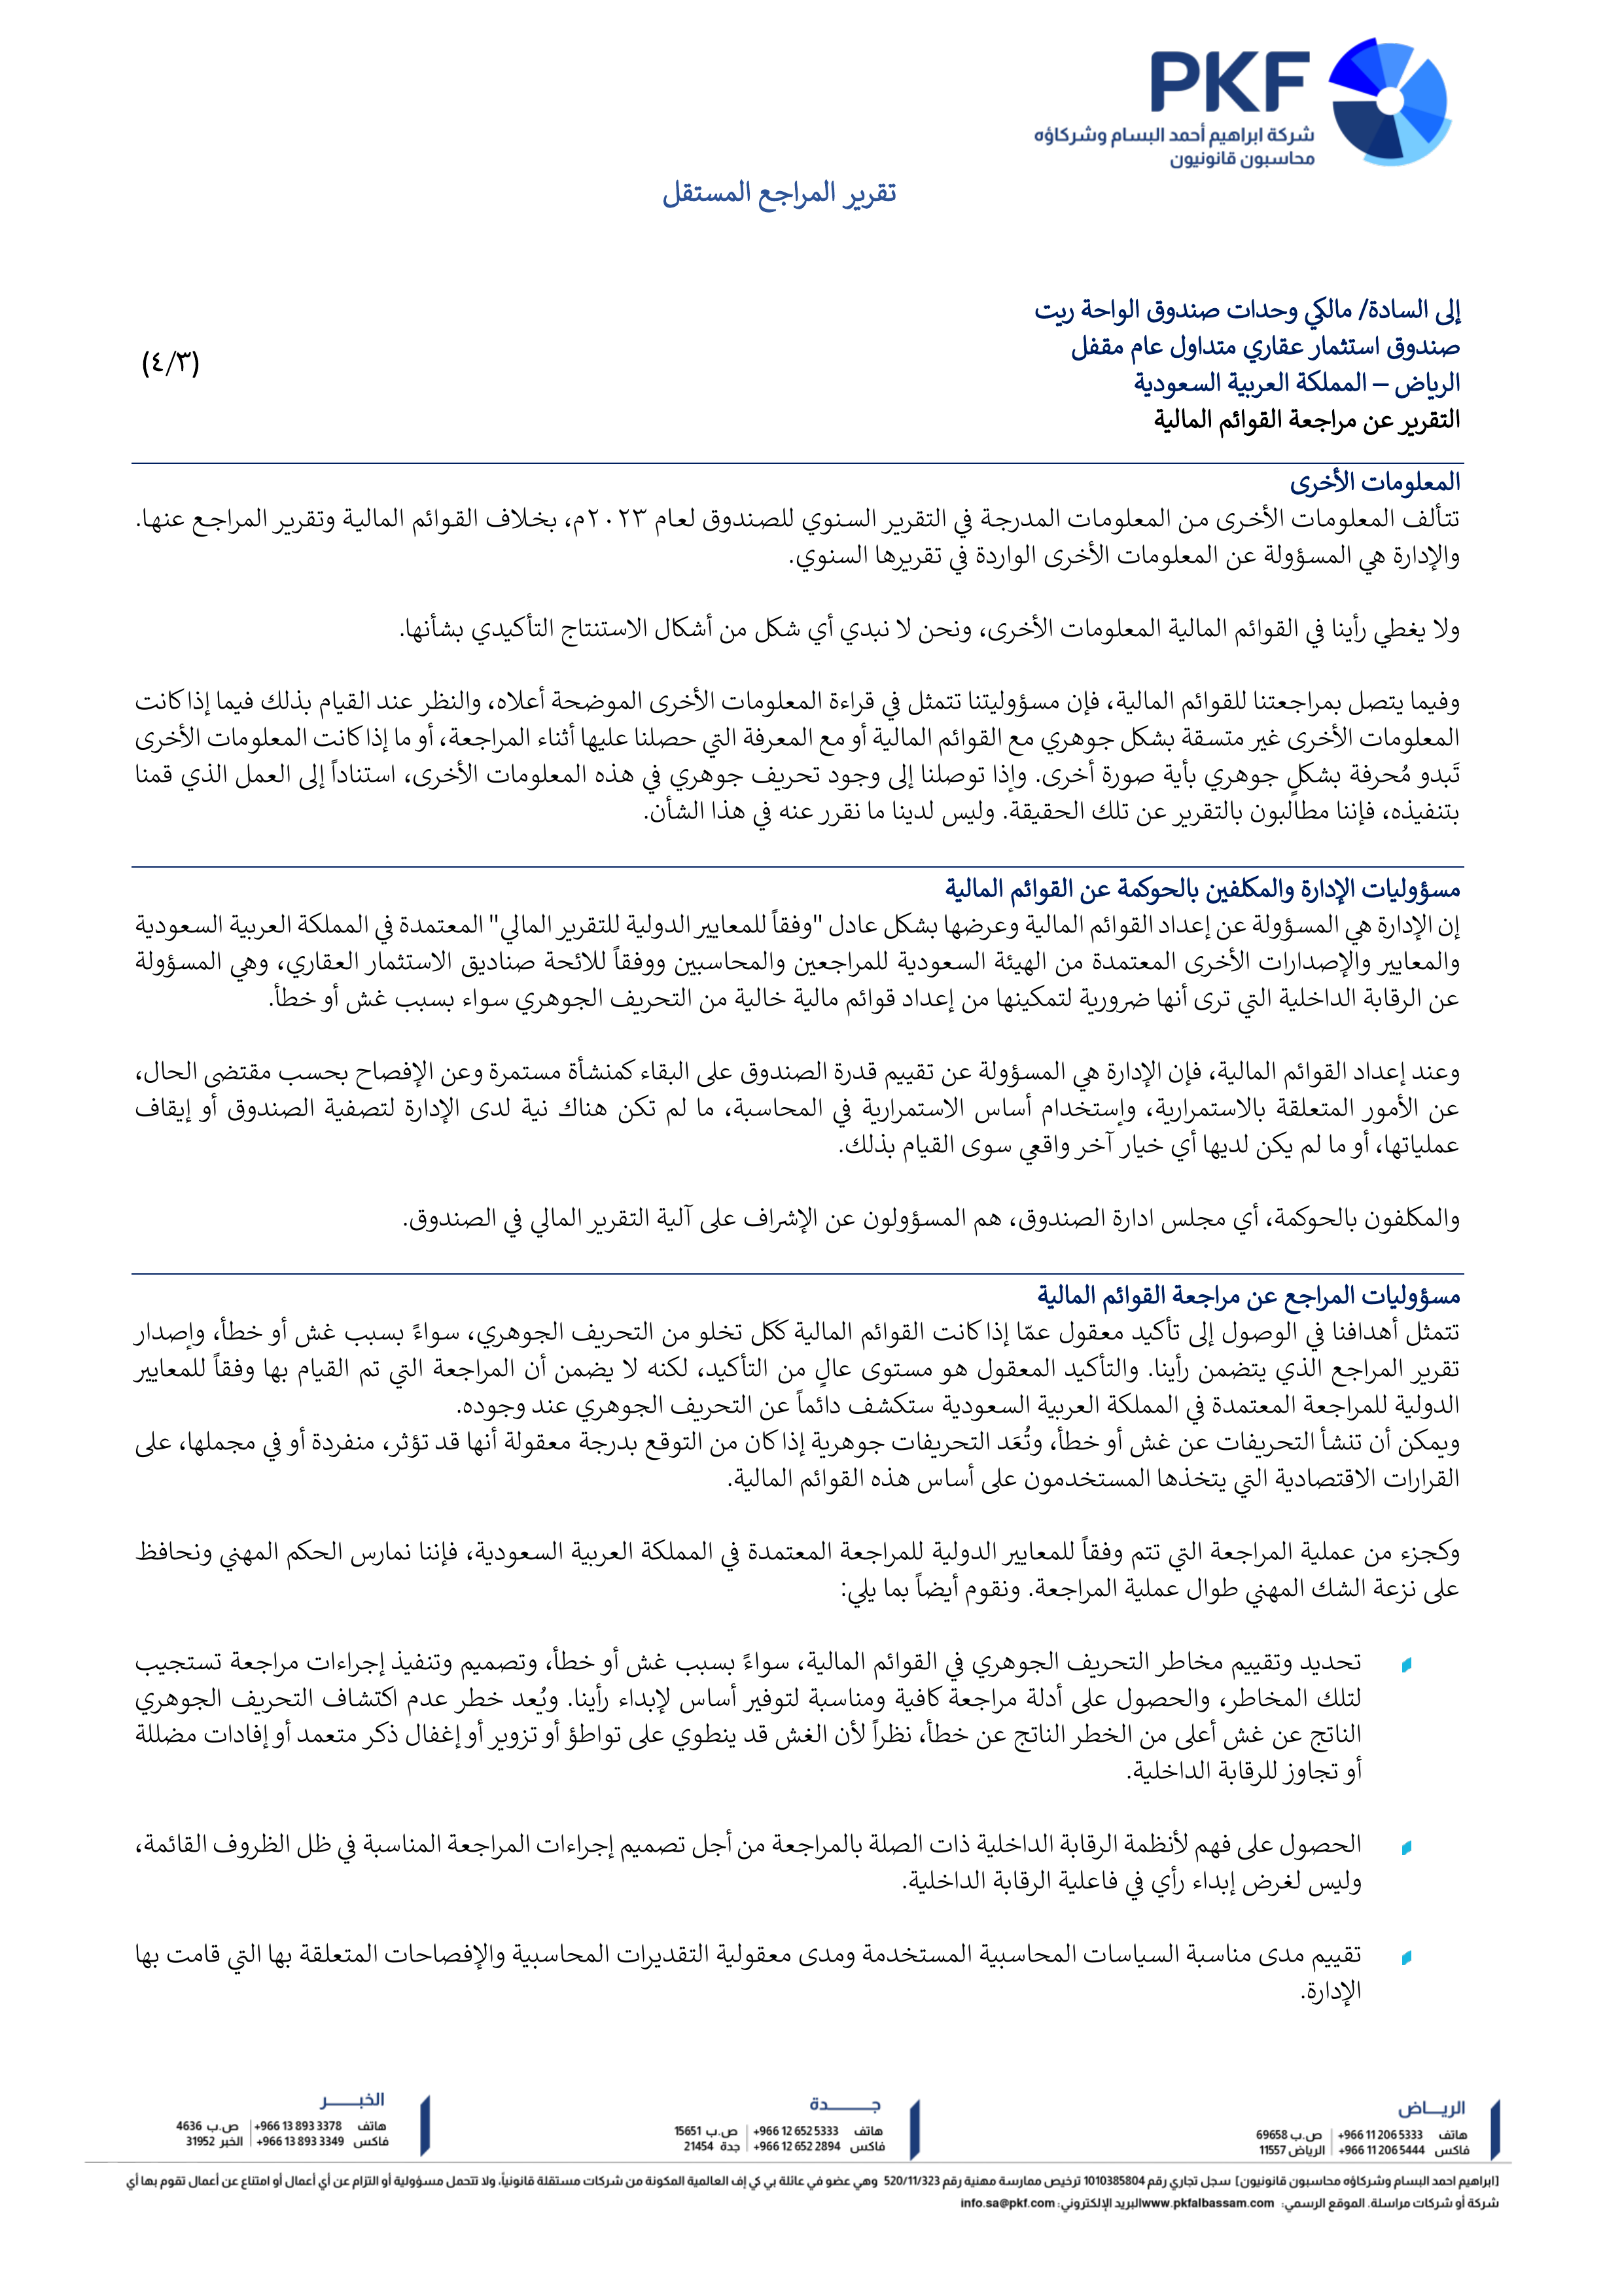 PKF
شركة ابراهيم أحمد البسام وشركاؤه
محاسبون قانونيون
تقرير المراجع المستقل
إلى السادة/ مالكي وحدات صندوق الواحة ريت
صندوق استثمار عقاري متداول عام مقفل
(٤/٣)
الرياض – المملكة العربية السعودية
التقرير عن مراجعة القوائم المالية
المعلومات الأخرى
تتألف المعلومات الأخرى من المعلومات المدرجة في التقرير السنوي للصندوق لعام ٢٠٢٣م، بخلاف القوائم المالية وتقرير المراجع عنها.
والإدارة هي المسؤولة عن المعلومات الأخرى الواردة في تقريرها السنوي.
ولا يغطي رأينا في القوائم المالية المعلومات الأخرى، ونحن لا نبدي أي شكل من أشكال الاستنتاج التأكيدي بشأنها.
وفيما يتصل بمراجعتنا للقوائم المالية، فإن مسؤوليتنا تتمثل في قراءة المعلومات الأخرى الموضحة أعلاه، والنظر عند القيام بذلك فيما إذا كانت
المعلومات الأخرى غير متسقة بشكل جوهري مع القوائم المالية أو مع المعرفة التي حصلنا عليها أثناء المراجعة، أو ما إذا كانت المعلومات الأخرى
تَبدو مُحرفة بشكلٍ جوهري بأية صورة أخرى. وإذا توصلنا إلى وجود تحريف جوهري في هذه المعلومات الأخرى، استناداً إلى العمل الذي قمنا
بتنفيذه، فإننا مطالبون بالتقرير عن تلك الحقيقة. وليس لدينا ما نقرر عنه في هذا الشأن.
مسؤوليات الإدارة والمكلفين بالحوكمة عن القوائم المالية
إن الإدارة هي المسؤولة عن إعداد القوائم المالية وعرضها بشكل عادل "وفقاً للمعايير الدولية للتقرير المالي" المعتمدة في المملكة العربية السعودية
والمعايير والإصدارات الأخرى المعتمدة من الهيئة السعودية للمراجعين والمحاسبين ووفقاً للائحة صناديق الاستثمار العقاري، وهي المسؤولة
عن الرقابة الداخلية التي ترى أنها ضرورية لتمكينها من إعداد قوائم مالية خالية من التحريف الجوهري سواء بسبب غش أو خطأ.
وعند إعداد القوائم المالية، فإن الإدارة هي المسؤولة عن تقييم قدرة الصندوق على البقاء كمنشأة مستمرة وعن الإفصاح بحسب مقتضى الحال،
عن الأمور المتعلقة بالاستمرارية، وإستخدام أساس الاستمرارية في المحاسبة، ما لم تكن هناك نية لدى الإدارة لتصفية الصندوق أو إيقاف
عملياتها، أو ما لم يكن لديها أي خيار آخر واقعي سوى القيام بذلك.
والمكلفون بالحوكمة، أي مجلس ادارة الصندوق، هم المسؤولون عن الإشراف على آلية التقرير المالي في الصندوق.
مسؤوليات المراجع عن مراجعة القوائم المالية
تتمثل أهدافنا في الوصول إلى تأكيد معقول عمّا إذا كانت القوائم المالية ككل تخلو من التحريف الجوهري، سواءً بسبب غش أو خطأ، وإصدار
تقرير المراجع الذي يتضمن رأينا. والتأكيد المعقول هو مستوى عالٍ من التأكيد، لكنه لا يضمن أن المراجعة التي تم القيام بها وفقاً للمعايير
الدولية للمراجعة المعتمدة في المملكة العربية السعودية ستكشف دائماً عن التحريف الجوهري عند وجوده.
ويمكن أن تنشأ التحريفات عن غش أو خطأ، وتُعَد التحريفات جوهرية إذا كان من التوقع بدرجة معقولة أنها قد تؤثر، منفردة أو في مجملها، على
القرارات الاقتصادية التي يتخذها المستخدمون على أساس هذه القوائم المالية.
وكجزء من عملية المراجعة التي تتم وفقاً للمعايير الدولية للمراجعة المعتمدة في المملكة العربية السعودية، فإننا نمارس الحكم المهني ونحافظ
على نزعة الشك المهني طوال عملية المراجعة. ونقوم أيضاً بما يلي:
تحديد وتقييم مخاطر التحريف الجوهري في القوائم المالية، سواءً بسبب غش أو خطأ، وتصميم وتنفيذ إجراءات مراجعة تستجيب
لتلك المخاطر، والحصول على أدلة مراجعة كافية ومناسبة لتوفير أساس لإبداء رأينا. ويُعد خطر عدم اكتشاف التحريف الجوهري
الناتج عن غش أعلى من الخطر الناتج عن خطأ، نظراً لأن الغش قد ينطوي على تواطؤ أو تزوير أو إغفال ذكر متعمد أو إفادات مضللة
أو تجاوز للرقابة الداخلية.
الحصول على فهم لأنظمة الرقابة الداخلية ذات الصلة بالمراجعة من أجل تصميم إجراءات المراجعة المناسبة في ظل الظروف القائمة،
وليس لغرض إبداء رأي في فاعلية الرقابة الداخلية.
تقييم مدى مناسبة السياسات المحاسبية المستخدمة ومدى معقولية التقديرات المحاسبية والإفصاحات المتعلقة بها التي قامت بها
الإدارة.
الريـــاض
هاتف +966 11 206 5333 ص.ب 69658
فاكس +966 11 206 5444 الرياض 11557
جـــــدة
هاتف +966 12 652 5333 ص.ب 15651
فاكس +966 12 652 2894 جدة 21454
الخبـــــر
هاتف +966 13 893 3378 ص.ب 4636
فاكس +966 13 893 3349 الخبر 31952
(ابراهيم احمد البسام وشركاؤه محاسبون قانونيون) سجل تجاري رقم 1010385804 ترخيص ممارسة مهنية رقم 520/11/323 وهي عضو في عائلة بي كي إف العالمية المكونة من شركات مستقلة قانونياً، ولا تتحمل مسؤولية أو التزام عن أي أعمال أو امتناع عن أعمال تقوم بها أي
شركة أو شركات مراسلة. الموقع الرسمي: www.pkfalbassam.com البريد الإلكتروني: info.sa@pkf.com